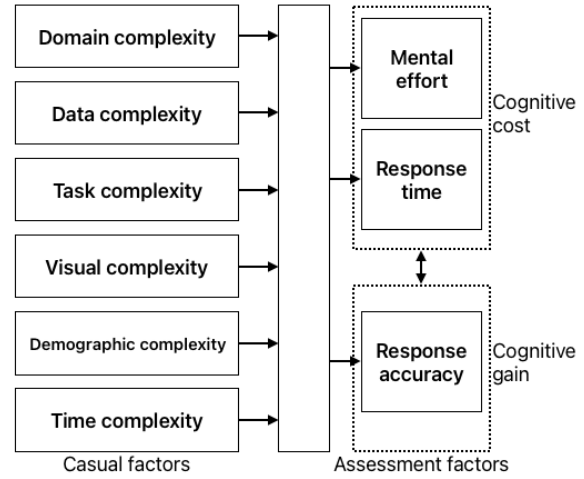 Domain complexity
Data complexity
Task complexity
Visual complexity
Demographic complexity
Time complexity
Casual factors
Mental
effort
Response
time
Cognitive
cost
Response
accuracy
Cognitive
gain
Assessment factors